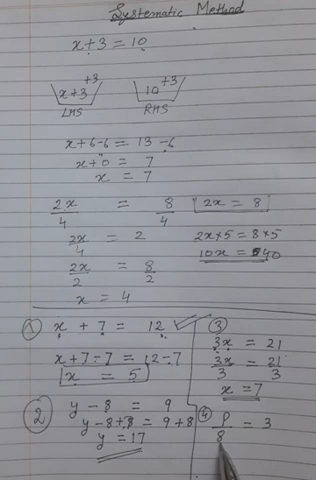 Systematic Method
x + 3 = 10
x+3 +3
10 +3
LHS
RHS
x+6-6 = 13 -6
x+0 = 7
x = 7
2x/4 = 8/4
2x = 8
2x/4 = 2
2x×5 = 8×5
2x/2 = 8/2
10x = 40
x = 4
① x + 7 = 12 ✓
x+7-7 = 12-7
x = 5
② y - 8 = 9
y-8+8 = 9+8
y = 17
③ 3x = 21
3x/3 = 21/3
x = 7
④ p/8 = 3